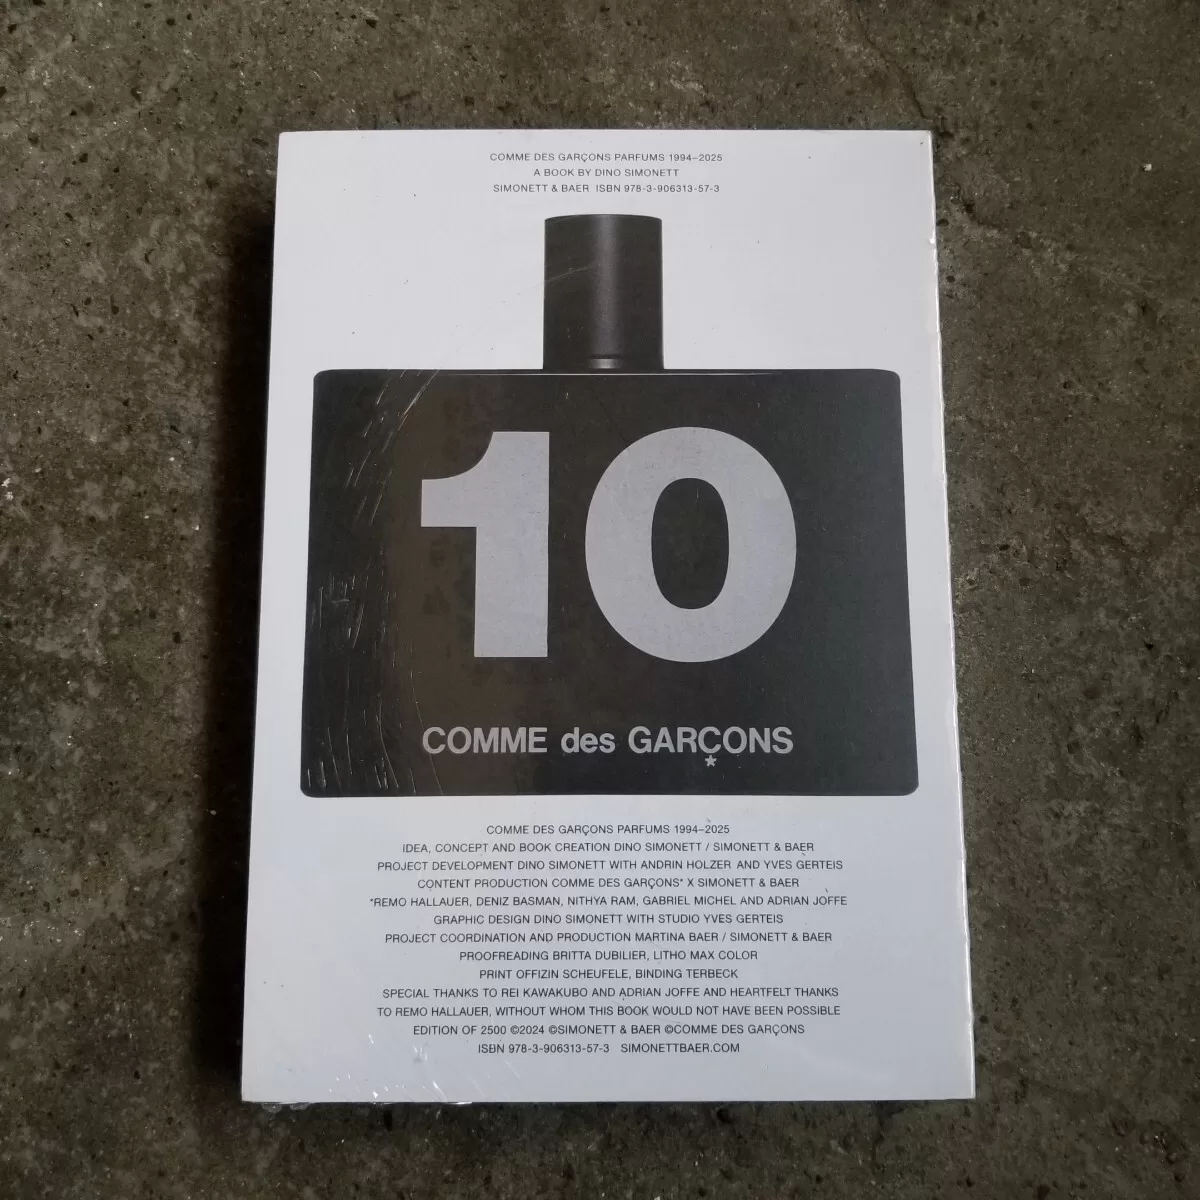 COMME DES GARÇONS PARFUMS 1994–2025
A BOOK BY DINO SIMONETT
SIMONETT & BAER ISBN 978-3-906313-57-3
10
COMME des GARÇONS
COMME DES GARÇONS PARFUMS 1994–2025
IDEA, CONCEPT AND BOOK CREATION DINO SIMONETT / SIMONETT & BAER
PROJECT DEVELOPMENT DINO SIMONETT WITH ANDRIN HOLZER AND YVES GERTEIS
CONTENT PRODUCTION COMME DES GARÇONS* X SIMONETT & BAER
*REMO HALLAUER, DENIZ BASMAN, NITHYA RAM, GABRIEL MICHEL AND ADRIAN JOFFE
GRAPHIC DESIGN DINO SIMONETT WITH STUDIO YVES GERTEIS
PROJECT COORDINATION AND PRODUCTION MARTINA BAER / SIMONETT & BAER
PROOFREADING BRITTA DUBILIER, LITHO MAX COLOR
PRINT OFFIZIN SCHEUFELE, BINDING TERBECK
SPECIAL THANKS TO REI KAWAKUBO AND ADRIAN JOFFE AND HEARTFELT THANKS
TO REMO HALLAUER, WITHOUT WHOM THIS BOOK WOULD NOT HAVE BEEN POSSIBLE
EDITION OF 2500 ©2024 ©SIMONETT & BAER ©COMME DES GARÇONS
ISBN 978-3-906313-57-3 SIMONETTBAER.COM